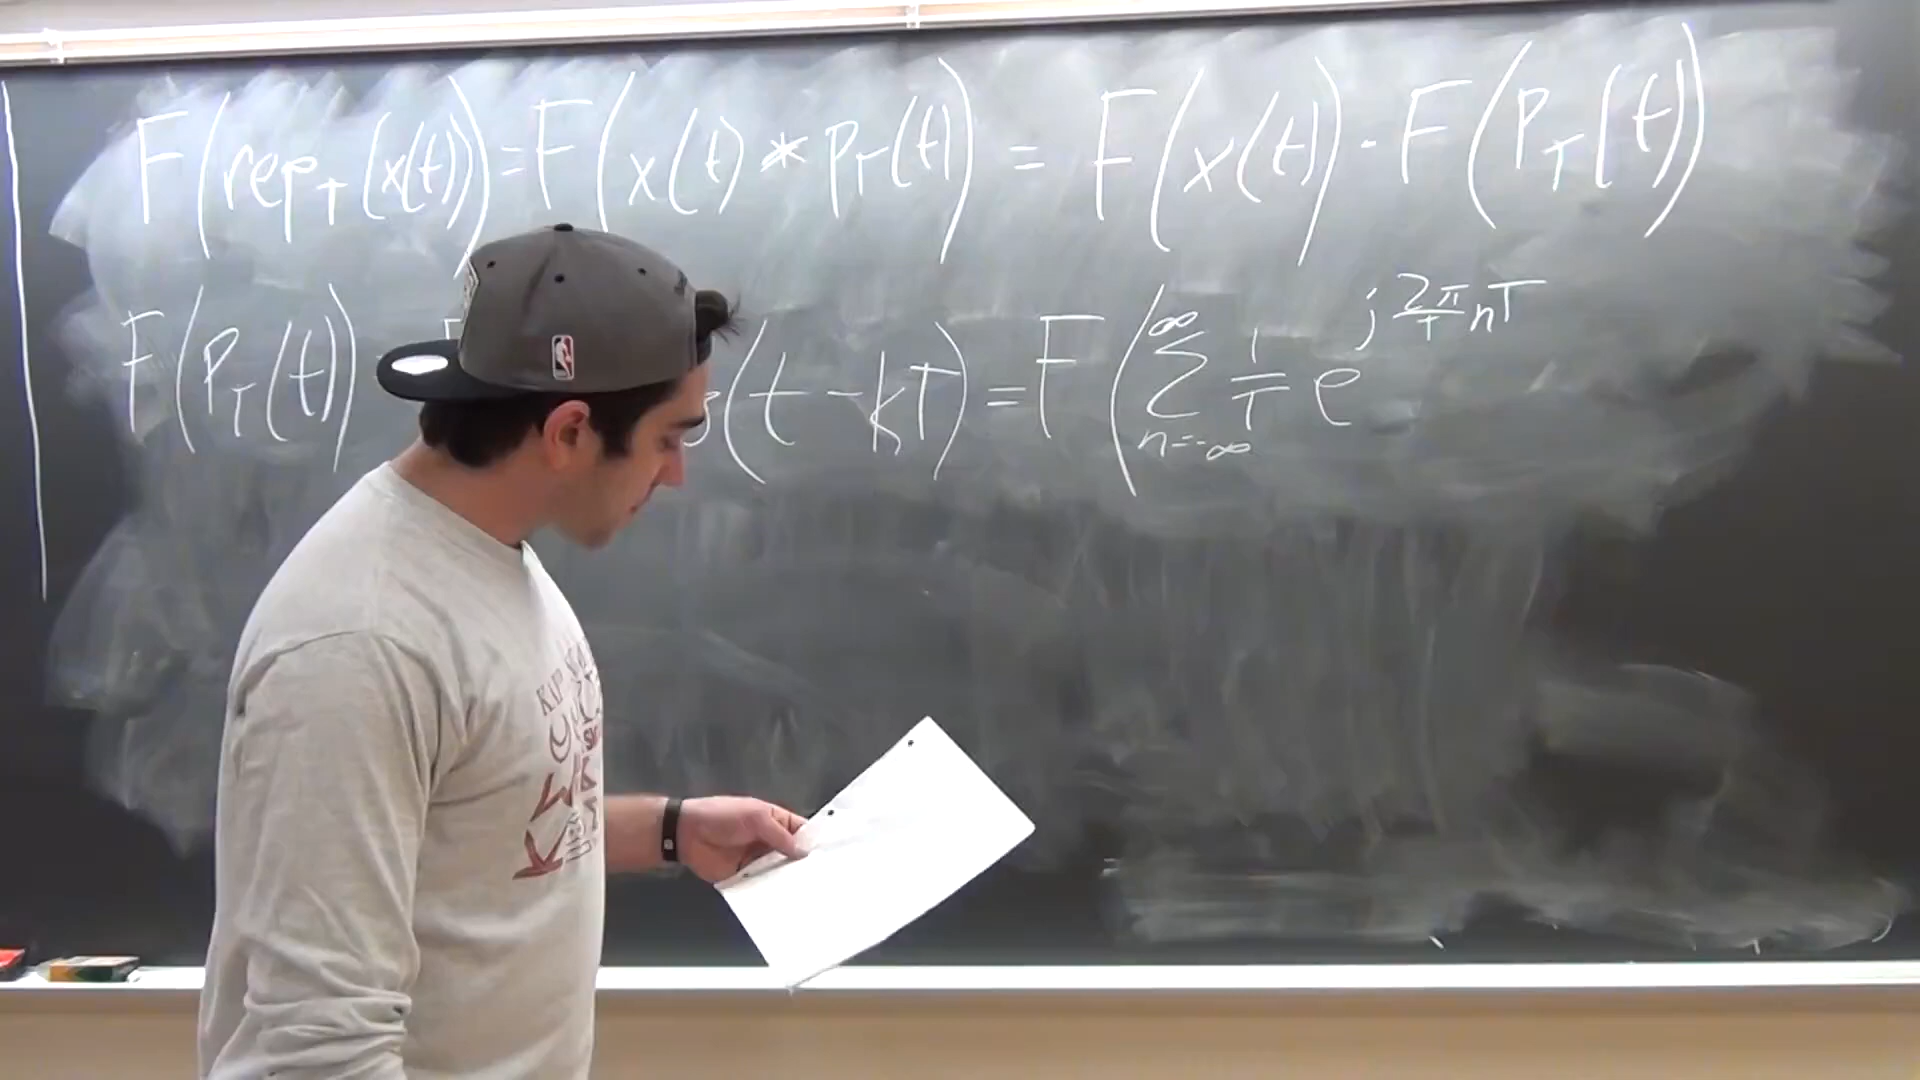 F(rep_T(x(t))) = F(x(t) * p_T(t)) = F(x(t)) · F(P_T(t))
F(P_T(t)) (t - kT) = F(∑_{n=-∞}^{∞} 1/T e^{j 2π/T nT}